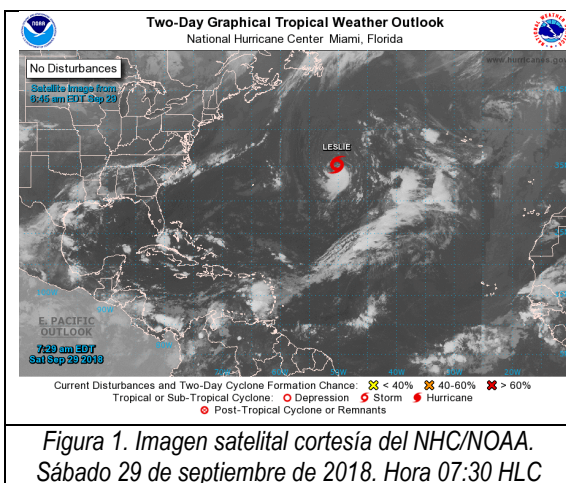 Two-Day Graphical Tropical Weather Outlook
National Hurricane Center Miami, Florida
No Disturbances
www.hurricanes.gov
Satellite Image from
6:45 am EDT Sep 29
LESLIE
E. PACIFIC
OUTLOOK
7:29 am EDT
Sat Sep 29 2018
Current Disturbances and Two-Day Cyclone Formation Chance: < 40% 40-60% > 60%
Tropical or Sub-Tropical Cyclone: Depression Storm Hurricane
Post-Tropical Cyclone or Remnants
Figura 1. Imagen satelital cortesía del NHC/NOAA.
Sábado 29 de septiembre de 2018. Hora 07:30 HLC